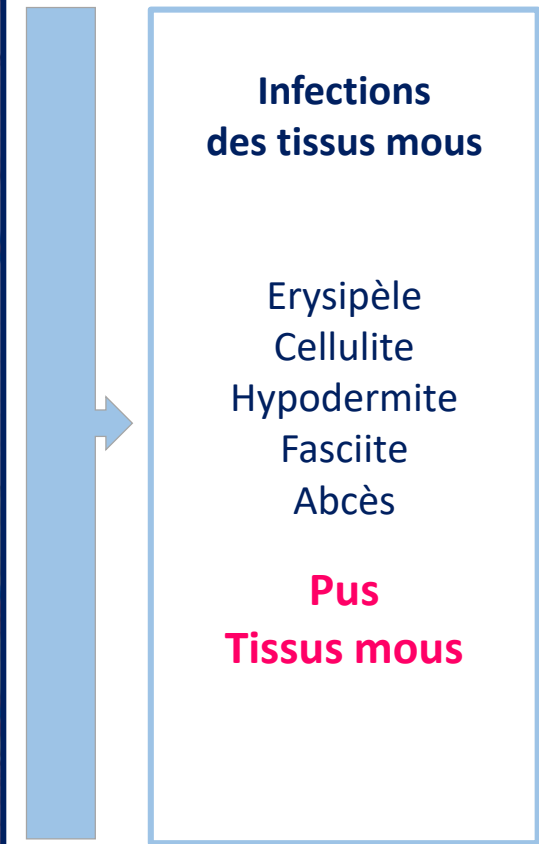 Infections
des tissus mous
Erysipèle
Cellulite
Hypodermite
Fasciite
Abcès
Pus
Tissus mous